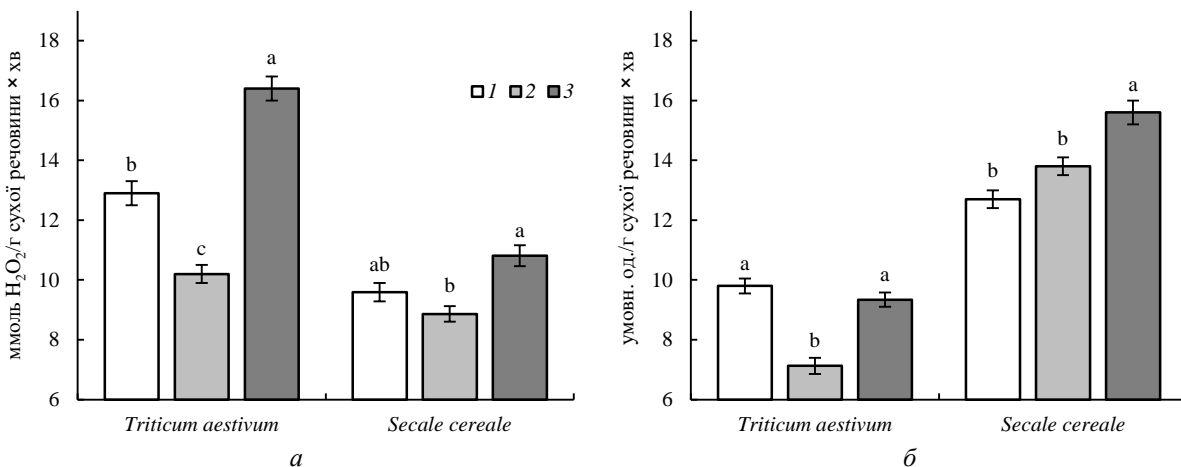 ммоль H₂O₂/г сухої речовини × хв
18
16
14
12
10
8
6
b
c
a
ab
b
a
1 2 3
Triticum aestivum
Secale cereale
а
умовн. од./г сухої речовини × хв
18
16
14
12
10
8
6
a
b
a
b
b
a
Triticum aestivum
Secale cereale
б